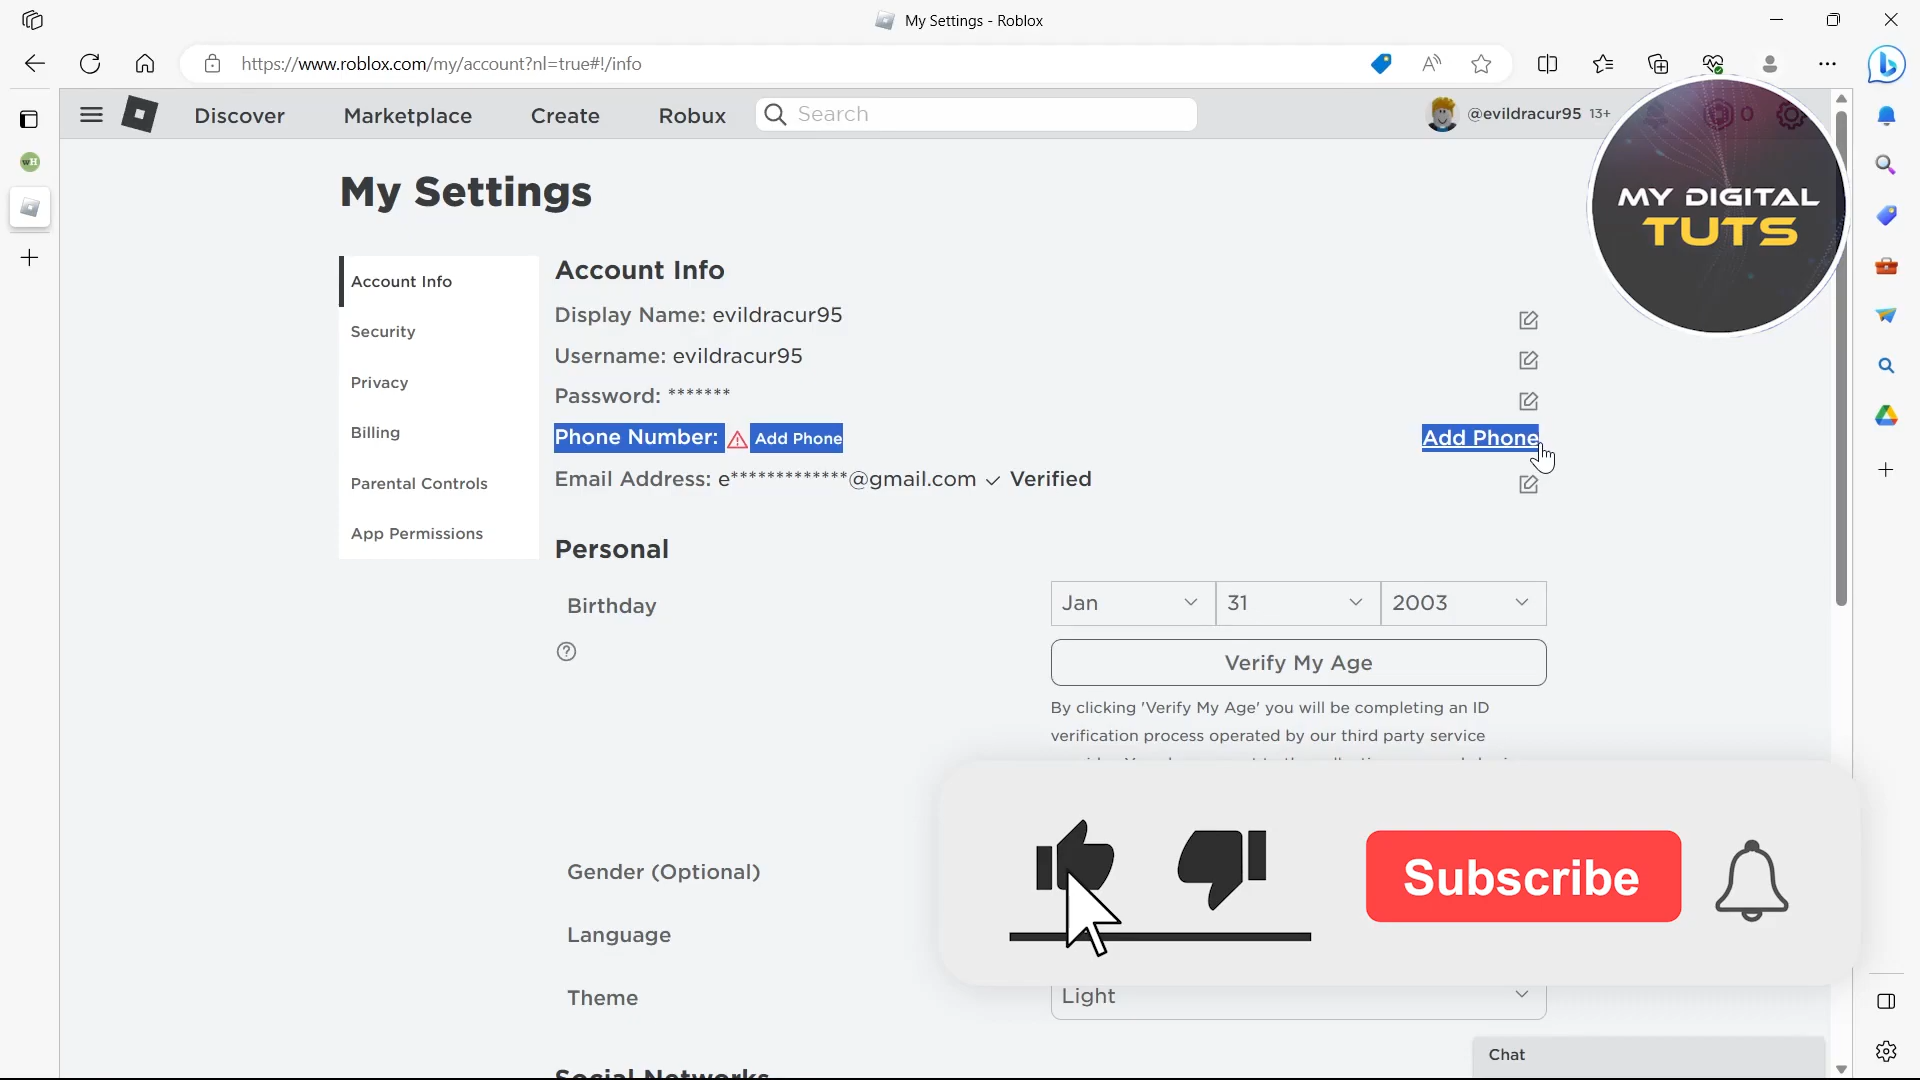 My Settings - Roblox
https://www.roblox.com/my/account?nl=true#!/info
Discover
Marketplace
Create
Robux
Search
@evildracur95 13+
0
MY DIGITAL
TUTS
My Settings
Account Info
Security
Privacy
Billing
Parental Controls
App Permissions
Account Info
Display Name: evildracur95
Username: evildracur95
Password: *******
Phone Number: Add Phone
Add Phone
Email Address: e*************@gmail.com ✓ Verified
Personal
Birthday
Jan
31
2003
Verify My Age
By clicking 'Verify My Age' you will be completing an ID
verification process operated by our third party service
Gender (Optional)
Language
Theme
Light
Subscribe
Social Networks
Chat